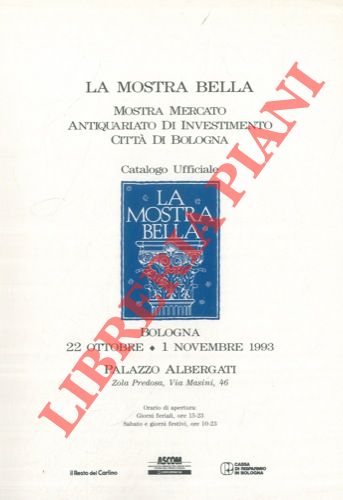 LA MOSTRA BELLA
MOSTRA MERCATO
ANTIQUARIATO DI INVESTIMENTO
CITTÀ DI BOLOGNA
Catalogo Ufficiale
LA
MOSTRA
BELLA
BOLOGNA
22 OTTOBRE • 1 NOVEMBRE 1993
PALAZZO ALBERGATI
Zola Predosa, Via Masini, 46
Orario di apertura:
Giorni feriali, ore 15-23
Sabato e giorni festivi, ore 10-23
il Resto del Carlino
ASCOM
CASSA
DI RISPARMIO
IN BOLOGNA
LIBRERIA PIANI